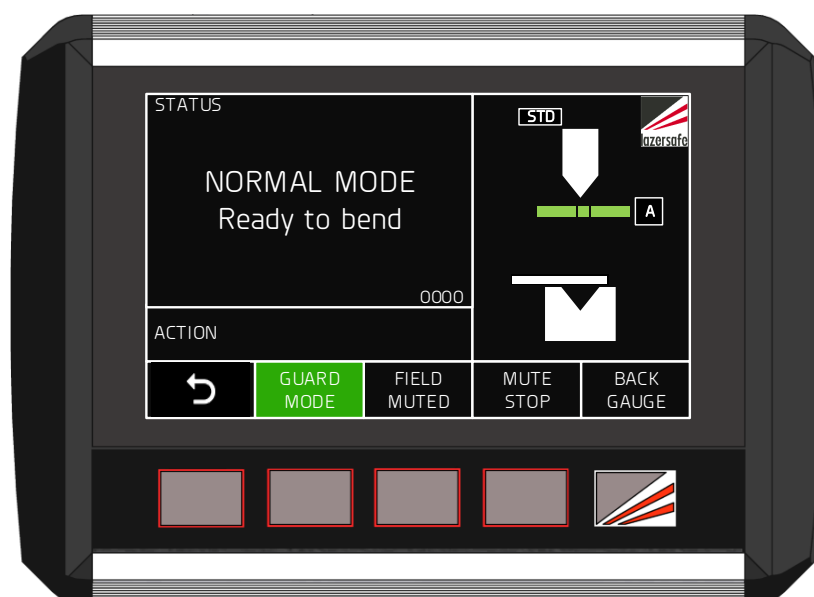 STATUS
NORMAL MODE
Ready to bend
0000
ACTION
STD
lazersafe
A
GUARD
MODE
FIELD
MUTED
MUTE
STOP
BACK
GAUGE